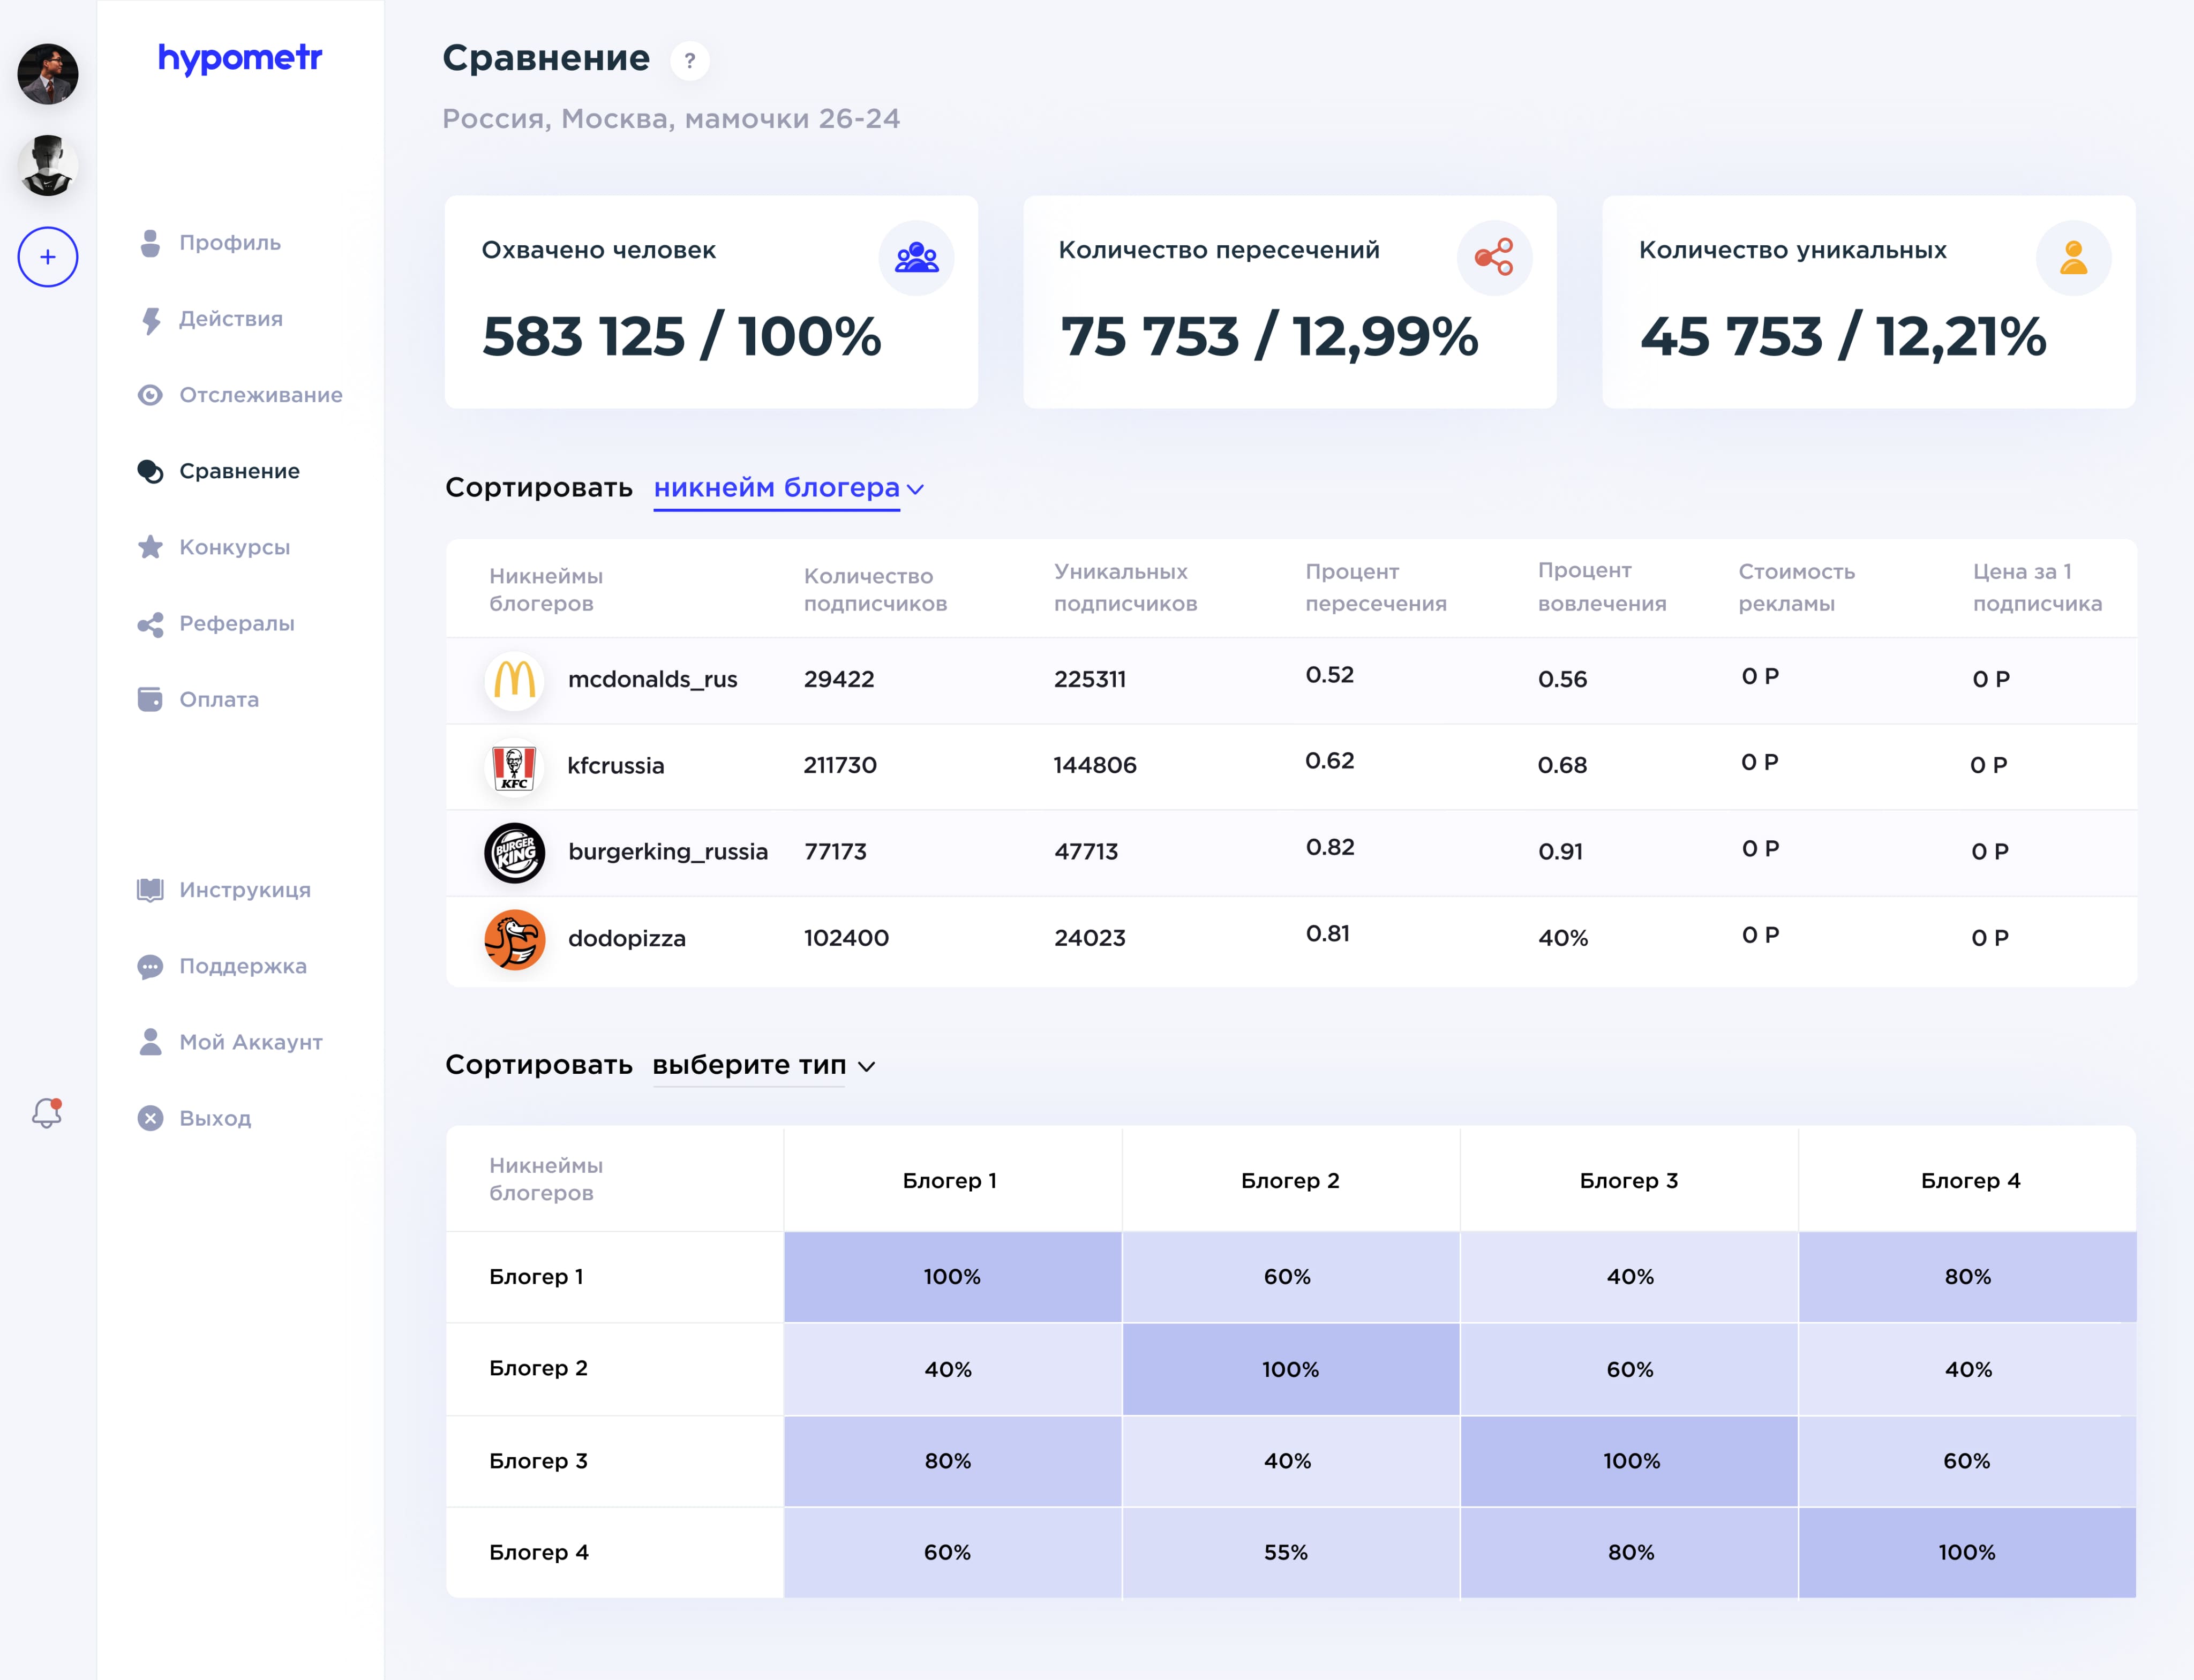 hypometr
Профиль
Действия
Отслеживание
Сравнение
Конкурсы
Рефералы
Оплата
Инструкиця
Поддержка
Мой Аккаунт
Выход
Сравнение ?
Россия, Москва, мамочки 26-24
Охвачено человек
583 125 / 100%
Количество пересечений
75 753 / 12,99%
Количество уникальных
45 753 / 12,21%
Сортировать никнейм блогера
Никнеймы блогеров
Количество подписчиков
Уникальных подписчиков
Процент пересечения
Процент вовлечения
Стоимость рекламы
Цена за 1 подписчика
mcdonalds_rus 29422 225311 0.52 0.56 0 Р 0 Р
KFC
kfcrussia 211730 144806 0.62 0.68 0 Р 0 Р
BURGER KING
burgerking_russia 77173 47713 0.82 0.91 0 Р 0 Р
dodopizza 102400 24023 0.81 40% 0 Р 0 Р
Сортировать выберите тип
Никнеймы блогеров
Блогер 1 Блогер 2 Блогер 3 Блогер 4
Блогер 1 100% 60% 40% 80%
Блогер 2 40% 100% 60% 40%
Блогер 3 80% 40% 100% 60%
Блогер 4 60% 55% 80% 100%